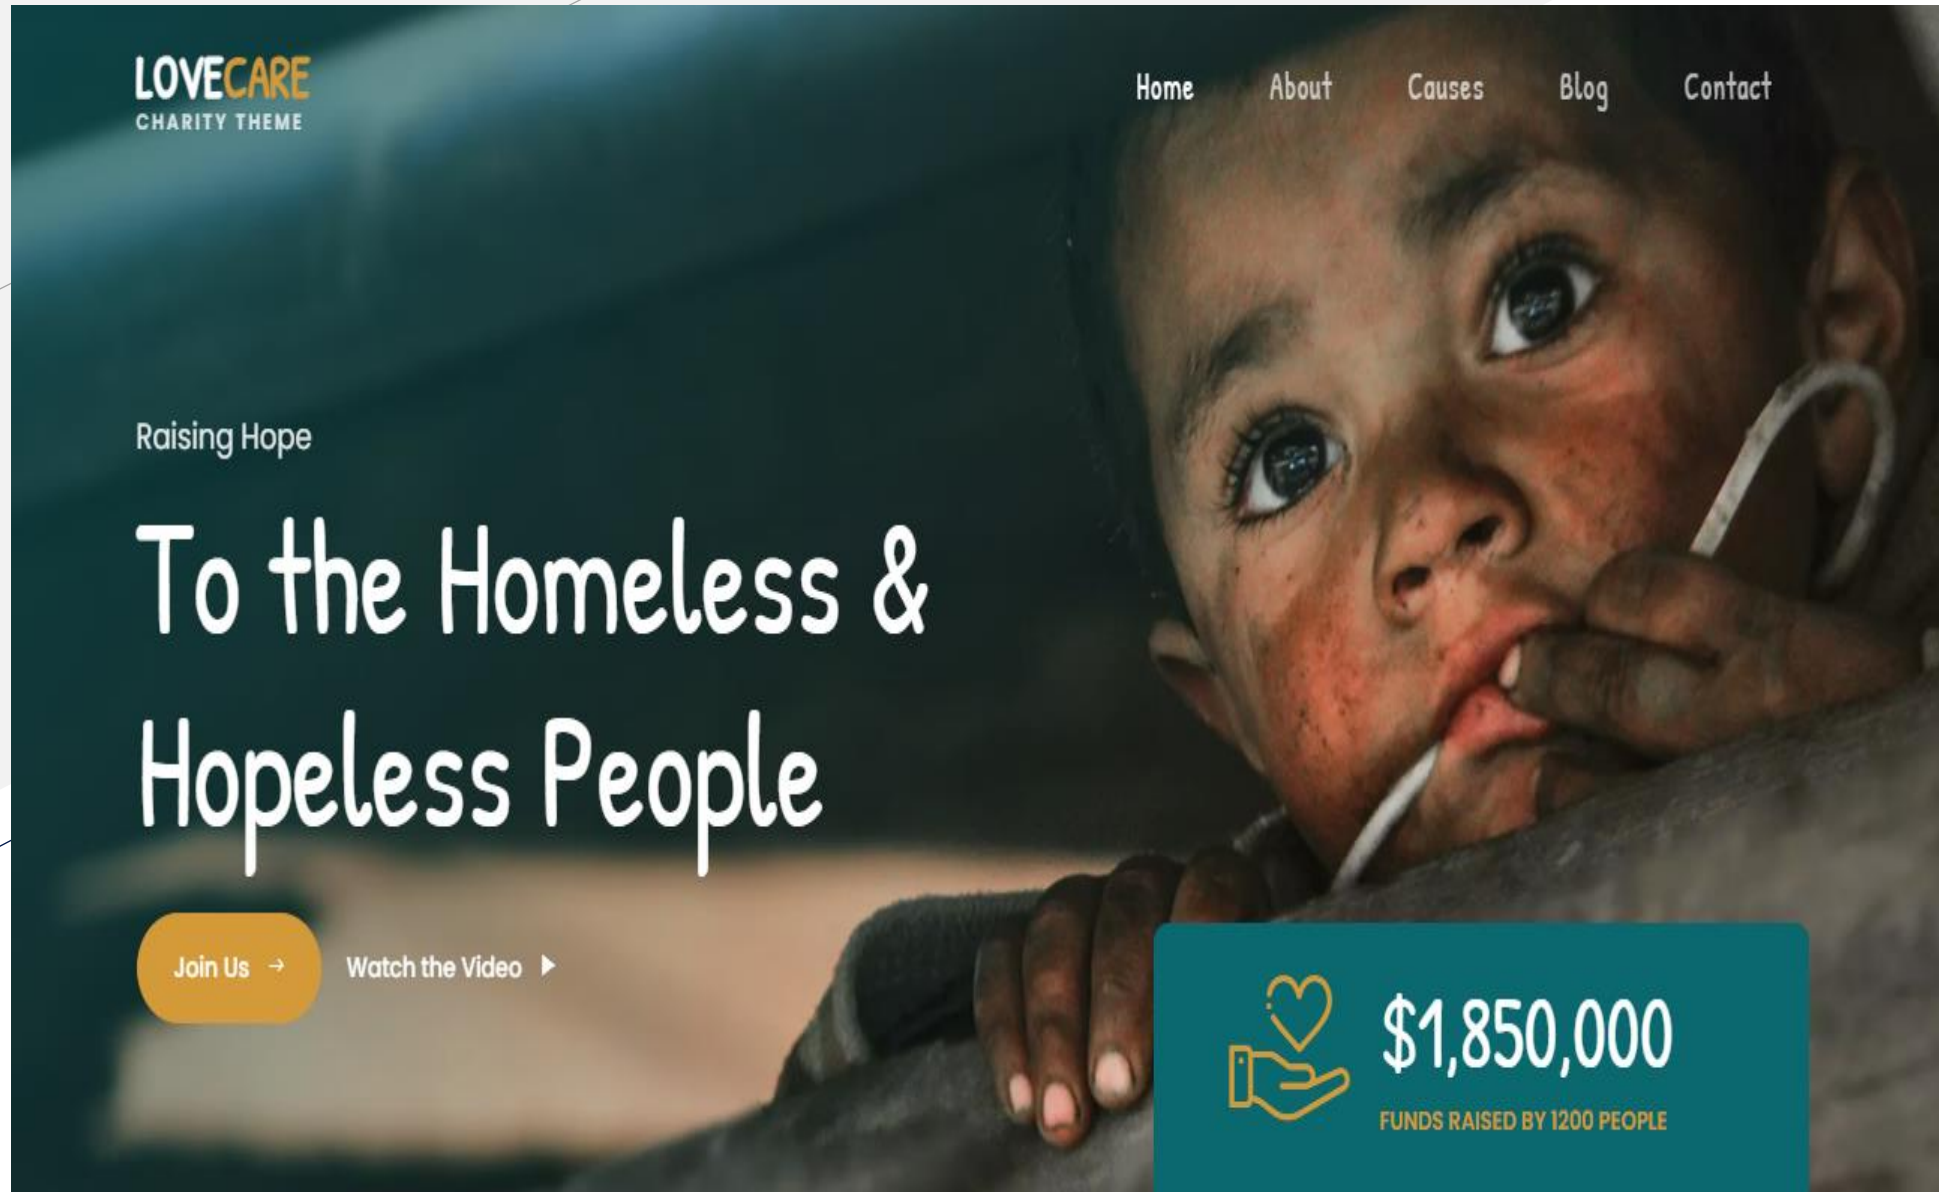 LOVECARE
CHARITY THEME
Home About Causes Blog Contact
Raising Hope
To the Homeless &
Hopeless People
Join Us → Watch the Video ▶
$1,850,000
FUNDS RAISED BY 1200 PEOPLE